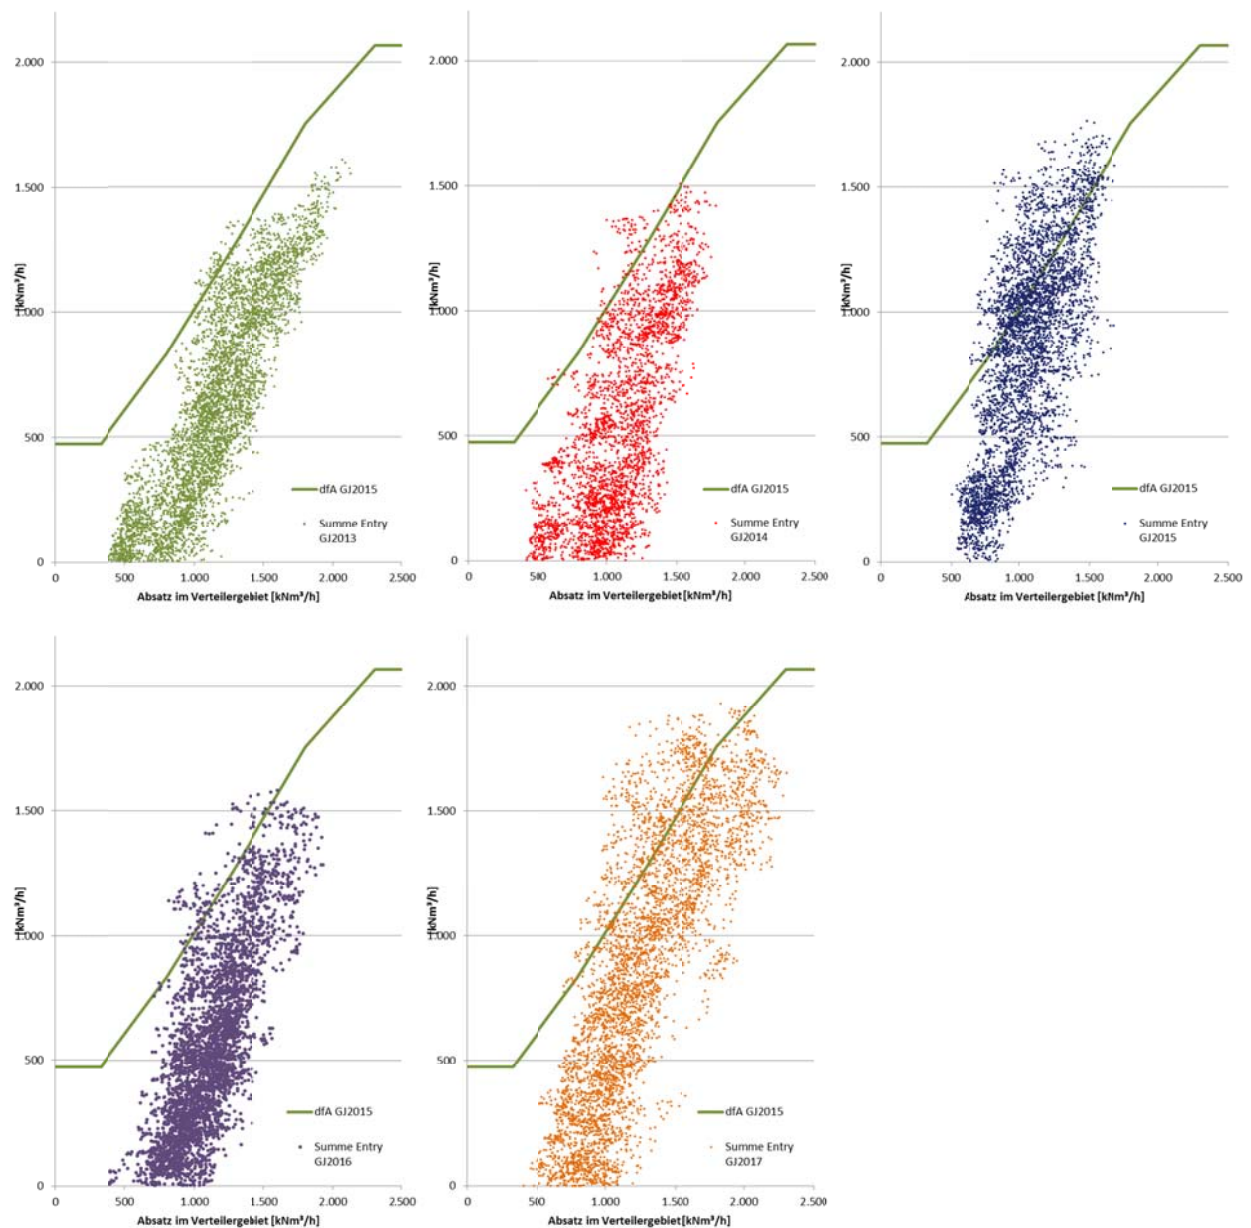 2.000
1.500
1.000
500
0
[kNm³/h]
dfA GJ2015
Summe Entry
GJ2013
0 500 1.000 1.500 2.000 2.500
Absatz im Verteilergebiet [kNm³/h]
2.000
1.500
1.000
500
0
[kNm³/h]
dfA GJ2015
Summe Entry
GJ2014
0 500 1.000 1.500 2.000 2.500
Absatz im Verteilergebiet [kNm³/h]
2.000
1.500
1.000
500
0
[kNm³/h]
dfA GJ2015
Summe Entry
GJ2015
0 500 1.000 1.500 2.000 2.500
Absatz im Verteilergebiet [kNm³/h]
2.000
1.500
1.000
500
0
[kNm³/h]
dfA GJ2015
Summe Entry
GJ2016
0 500 1.000 1.500 2.000 2.500
Absatz im Verteilergebiet [kNm³/h]
2.000
1.500
1.000
500
0
[kNm³/h]
dfA GJ2015
Summe Entry
GJ2017
0 500 1.000 1.500 2.000 2.500
Absatz im Verteilergebiet [kNm³/h]